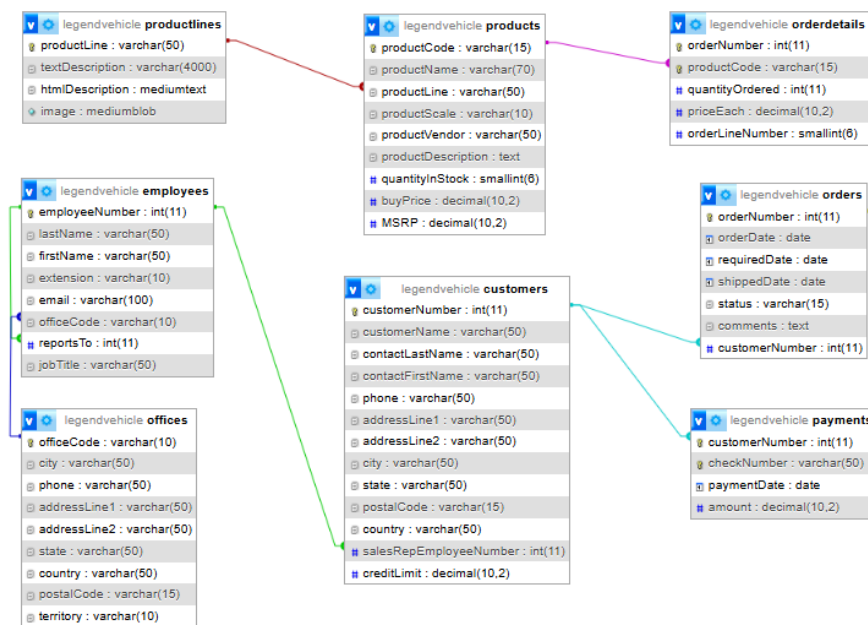 legendvehicle productlines
productLine : varchar(50)
textDescription : varchar(4000)
htmlDescription : mediumtext
image : mediumblob
legendvehicle products
productCode : varchar(15)
productName : varchar(70)
productLine : varchar(50)
productScale : varchar(10)
productVendor : varchar(50)
productDescription : text
quantityInStock : smallint(6)
buyPrice : decimal(10,2)
MSRP : decimal(10,2)
legendvehicle orderdetails
orderNumber : int(11)
productCode : varchar(15)
quantityOrdered : int(11)
priceEach : decimal(10,2)
orderLineNumber : smallint(6)
legendvehicle employees
employeeNumber : int(11)
lastName : varchar(50)
firstName : varchar(50)
extension : varchar(10)
email : varchar(100)
officeCode : varchar(10)
reportsTo : int(11)
jobTitle : varchar(50)
legendvehicle customers
customerNumber : int(11)
customerName : varchar(50)
contactLastName : varchar(50)
contactFirstName : varchar(50)
phone : varchar(50)
addressLine1 : varchar(50)
addressLine2 : varchar(50)
city : varchar(50)
state : varchar(50)
postalCode : varchar(15)
country : varchar(50)
salesRepEmployeeNumber : int(11)
creditLimit : decimal(10,2)
legendvehicle orders
orderNumber : int(11)
orderDate : date
requiredDate : date
shippedDate : date
status : varchar(15)
comments : text
customerNumber : int(11)
legendvehicle offices
officeCode : varchar(10)
city : varchar(50)
phone : varchar(50)
addressLine1 : varchar(50)
addressLine2 : varchar(50)
state : varchar(50)
country : varchar(50)
postalCode : varchar(15)
territory : varchar(10)
legendvehicle payments
customerNumber : int(11)
checkNumber : varchar(50)
paymentDate : date
amount : decimal(10,2)